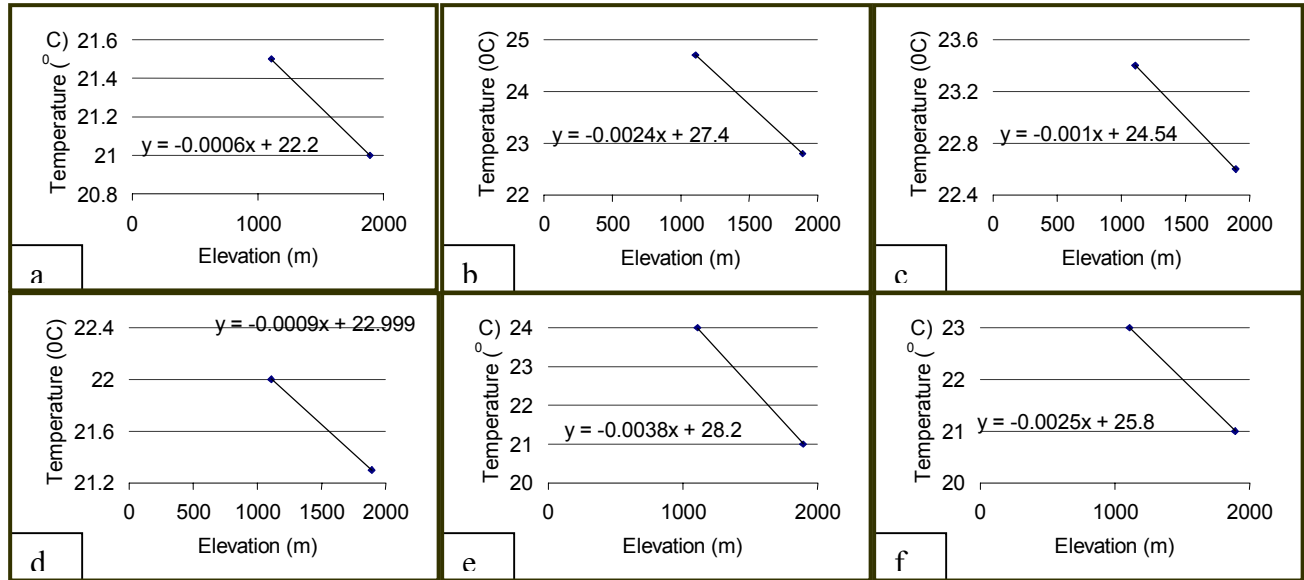 C)
Temperature (0
21.6
21.4
21.2
21
20.8
y = -0.0006x + 22.2
0 1000 2000
Elevation (m)
a
Temperature (0C)
25
24
23
22
y = -0.0024x + 27.4
0 500 1000 1500 2000
Elevation (m)
b
Temperature (0C)
23.6
23.2
22.8
22.4
y = -0.001x + 24.54
0 500 1000 1500 2000
Elevation (m)
c
Temperature (0C)
22.4
22
21.6
21.2
y = -0.0009x + 22.999
0 500 1000 1500 2000
Elevation (m)
d
C)
Temperature (0
24
23
22
21
20
y = -0.0038x + 28.2
0 1000 2000
Elevation (m)
e
C)
Temperature (0
23
22
21
20
y = -0.0025x + 25.8
0 1000 2000
Elevation (m)
f